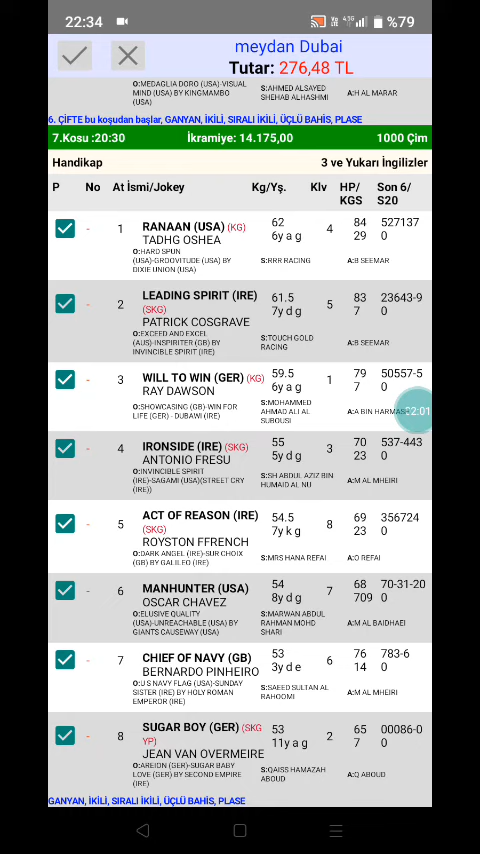 22:34
4.5G
%79
meydan Dubai
Tutar: 276,48 TL
O:MEDAGLIA DORO (USA)-VISUAL MIND (USA) BY KINGMAMBO (USA)
S:AHMED ALSAYED SHEHAB ALHASHMI
A:H AL MARAR
6. ÇİFTE bu koşudan başlar, GANYAN, İKİLİ, SIRALI İKİLİ, ÜÇLÜ BAHİS, PLASE
7.Kosu :20:30 İkramiye: 14.175,00 1000 Çim
Handikap 3 ve Yukarı İngilizler
P No At İsmi/Jokey Kg/Yş. Klv HP/KGS Son 6/S20
- 1 RANAAN (USA) (KG) 62 4 84 527137
TADHG OSHEA 6y a g 29 0
O:HARD SPUN (USA)-GROOVITUDE (USA) BY DIXIE UNION (USA)
S:RRR RACING
A:B SEEMAR
- 2 LEADING SPIRIT (IRE) (SKG) 61.5 5 83 23643-9
PATRICK COSGRAVE 7y d g 7 0
O:EXCEED AND EXCEL (AUS)-INSPIRITER (GB) BY INVINCIBLE SPIRIT (IRE)
S:TOUCH GOLD RACING
A:B SEEMAR
- 3 WILL TO WIN (GER) (KG) 59.5 1 79 50557-5
RAY DAWSON 6y a g 7 0
O:SHOWCASING (GB)-WIN FOR LIFE (GER) - DUBAWI (IRE)
S:MOHAMMED AHMAD ALI AL SUBOUSI
A:A BIN HARMAS
02:01
- 4 IRONSIDE (IRE) (SKG) 55 3 70 537-443
ANTONIO FRESU 5y d g 23 0
O:INVINCIBLE SPIRIT (IRE)-SAGAMI (USA)(STREET CRY (IRE))
S:SH ABDUL AZIZ BIN HUMAID AL NU
A:M AL MHEIRI
- 5 ACT OF REASON (IRE) (SKG) 54.5 8 69 356724
ROYSTON FFRENCH 7y k g 23 0
O:DARK ANGEL (IRE)-SUR CHOIX (GB) BY GALILEO (IRE)
S:MRS HANA REFAI
A:O REFAI
- 6 MANHUNTER (USA) 54 7 68 70-31-20
OSCAR CHAVEZ 8y d g 709 0
O:ELUSIVE QUALITY (USA)-UNREACHABLE (USA) BY GIANTS CAUSEWAY (USA)
S:MARWAN ABDUL RAHMAN MOHD SHARI
A:M AL BAIDHAEI
- 7 CHIEF OF NAVY (GB) 53 6 76 783-6
BERNARDO PINHEIRO 3y d e 14 0
O:U S NAVY FLAG (USA)-SUNDAY SISTER (IRE) BY HOLY ROMAN EMPEROR (IRE)
S:SAEED SULTAN AL RAHOOMI
A:M AL MHEIRI
- 8 SUGAR BOY (GER) (SKG YP) 53 2 65 00086-0
JEAN VAN OVERMEIRE 11y a g 7 0
O:AREION (GER)-SUGAR BABY LOVE (GER) BY SECOND EMPIRE (IRE)
S:QAISS HAMAZAH ABOUD
A:Q ABOUD
GANYAN, İKİLİ, SIRALI İKİLİ, ÜÇLÜ BAHİS, PLASE